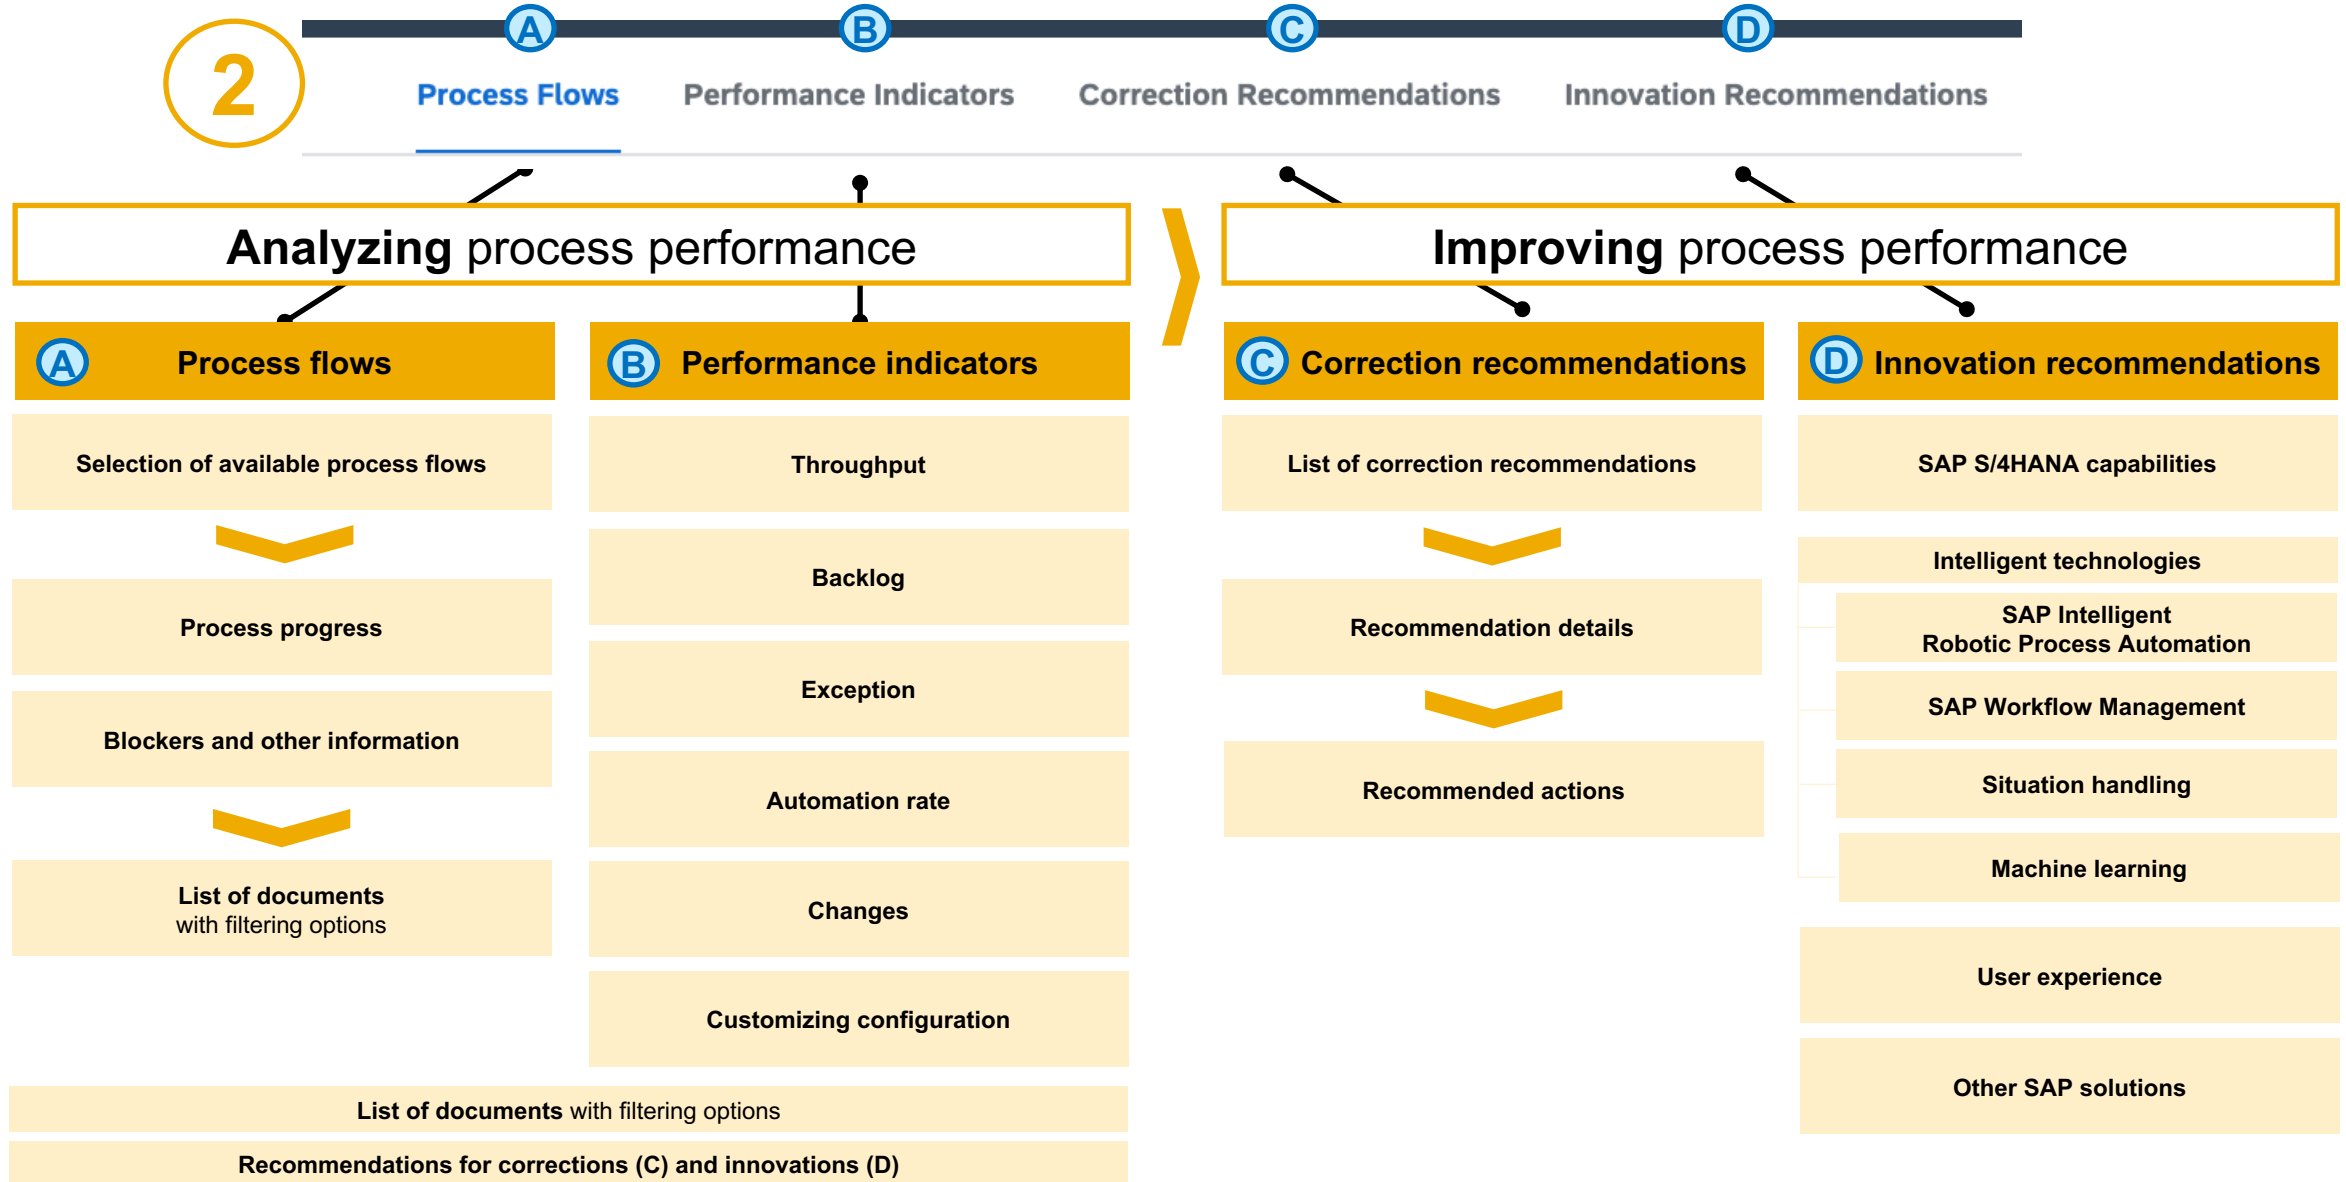 2
A
B
C
D
Process Flows
Performance Indicators
Correction Recommendations
Innovation Recommendations
Analyzing process performance
Improving process performance
A
Process flows
Selection of available process flows
Process progress
Blockers and other information
List of documents
with filtering options
B
Performance indicators
Throughput
Backlog
Exception
Automation rate
Changes
Customizing configuration
List of documents with filtering options
Recommendations for corrections (C) and innovations (D)
C
Correction recommendations
List of correction recommendations
Recommendation details
Recommended actions
D
Innovation recommendations
SAP S/4HANA capabilities
Intelligent technologies
SAP Intelligent
Robotic Process Automation
SAP Workflow Management
Situation handling
Machine learning
User experience
Other SAP solutions